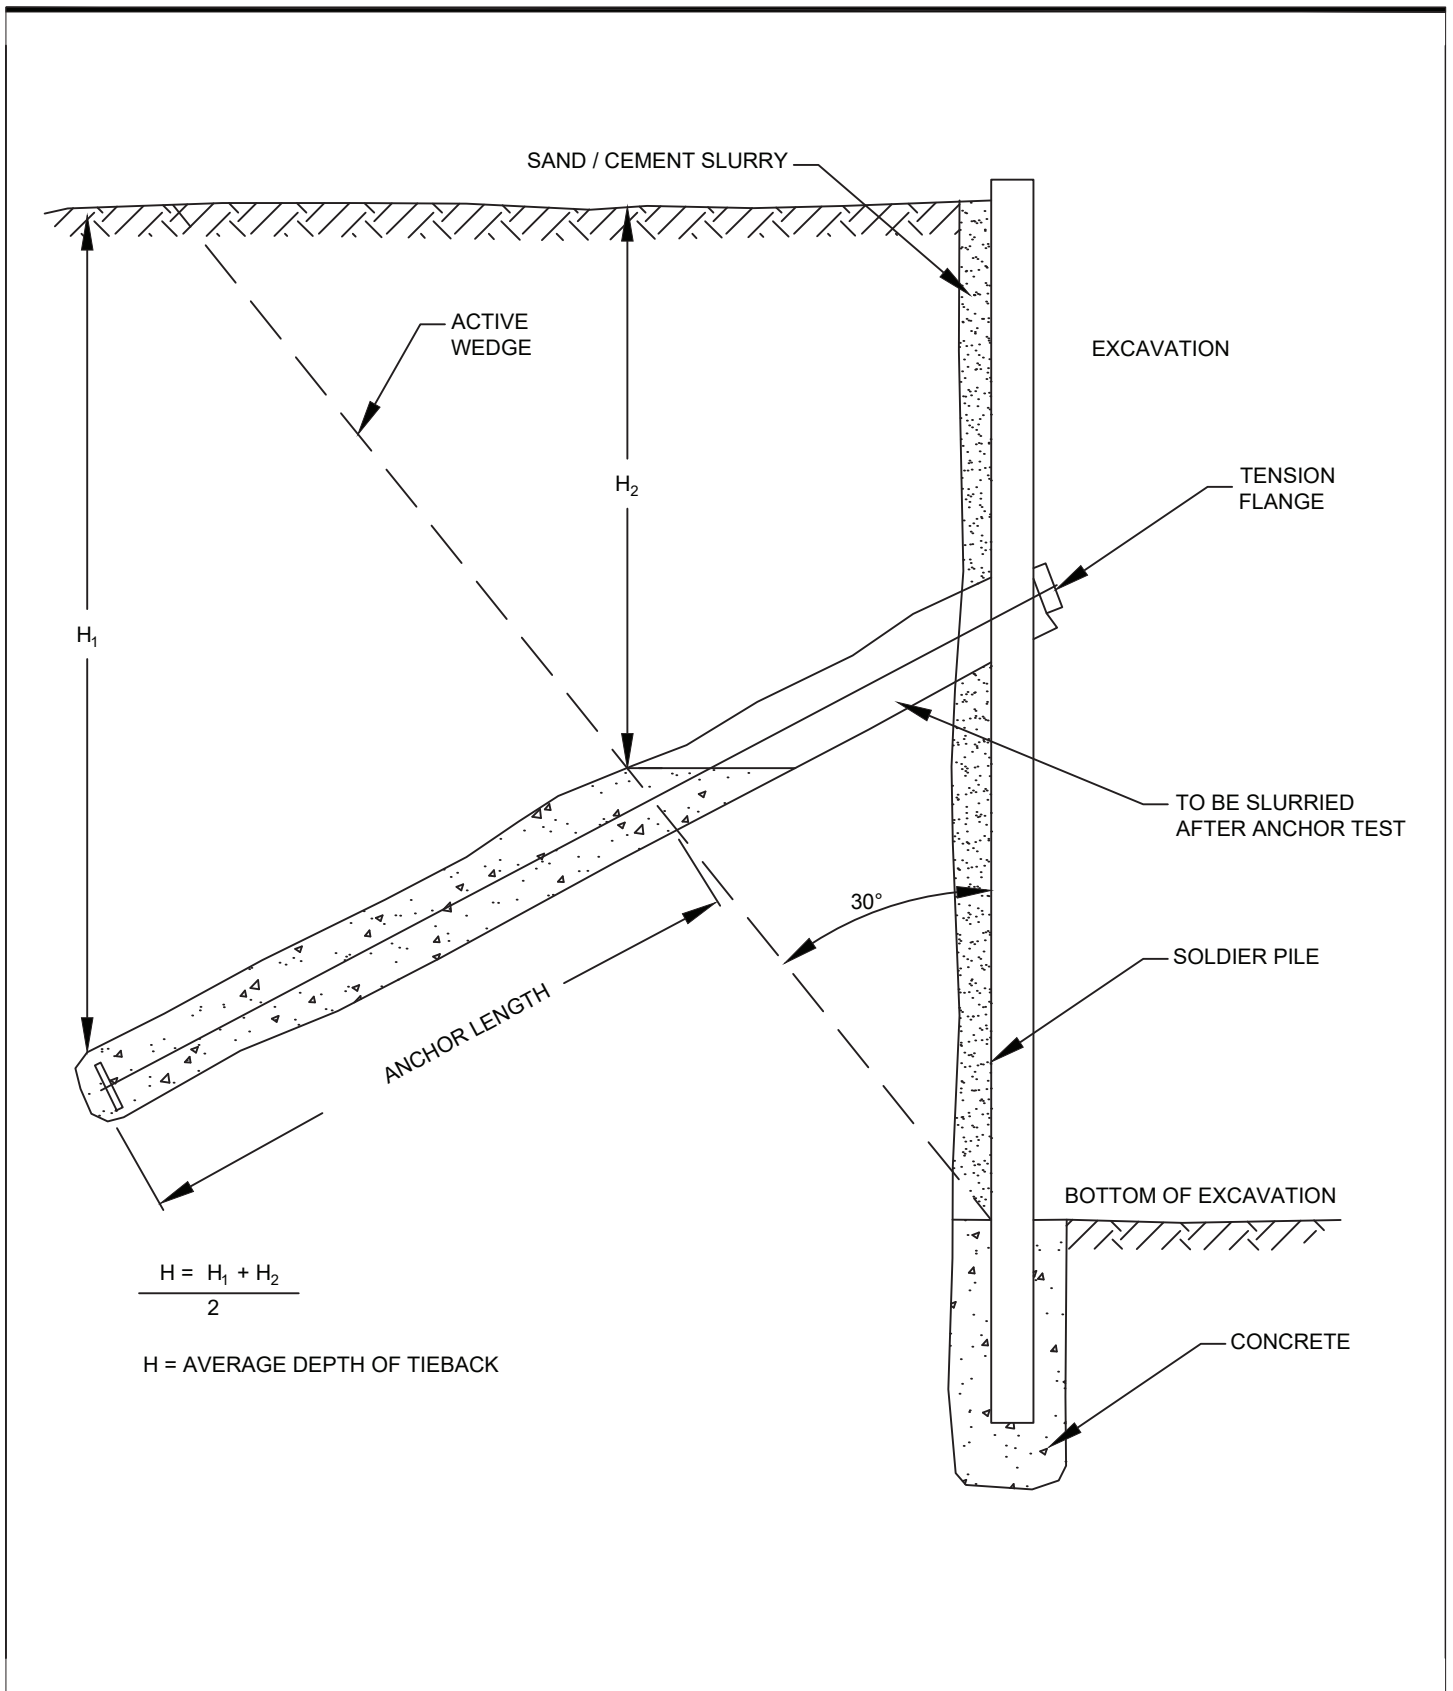 SAND / CEMENT SLURRY
ACTIVE
WEDGE
EXCAVATION
TENSION
FLANGE
H₂
H₁
TO BE SLURRIED
AFTER ANCHOR TEST
30°
SOLDIER PILE
ANCHOR LENGTH
BOTTOM OF EXCAVATION
H = H₁ + H₂
2
CONCRETE
H = AVERAGE DEPTH OF TIEBACK